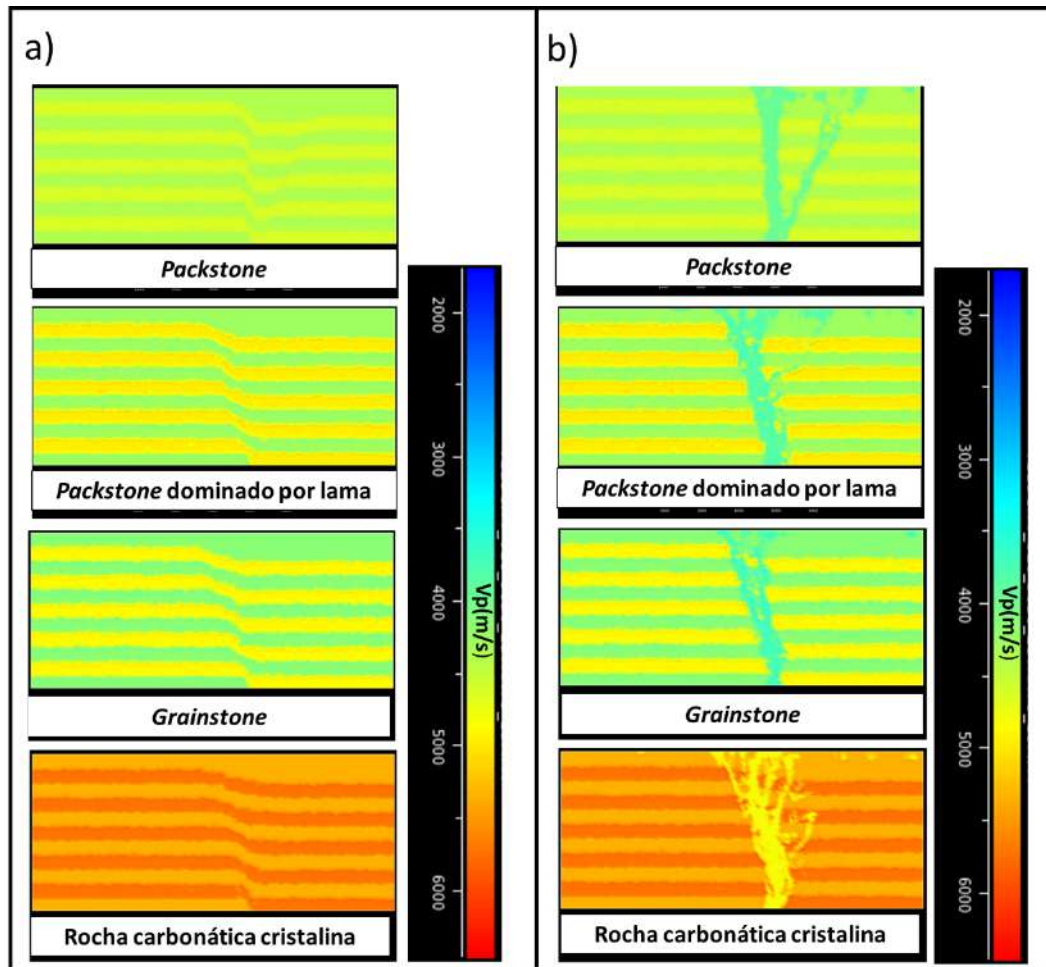 a)
Packstone
Packstone dominado por lama
Grainstone
Rocha carbonática cristalina
2000
3000
4000
5000
6000
Vp(m/s)
b)
Packstone
Packstone dominado por lama
Grainstone
Rocha carbonática cristalina
2000
3000
4000
5000
6000
Vp(m/s)